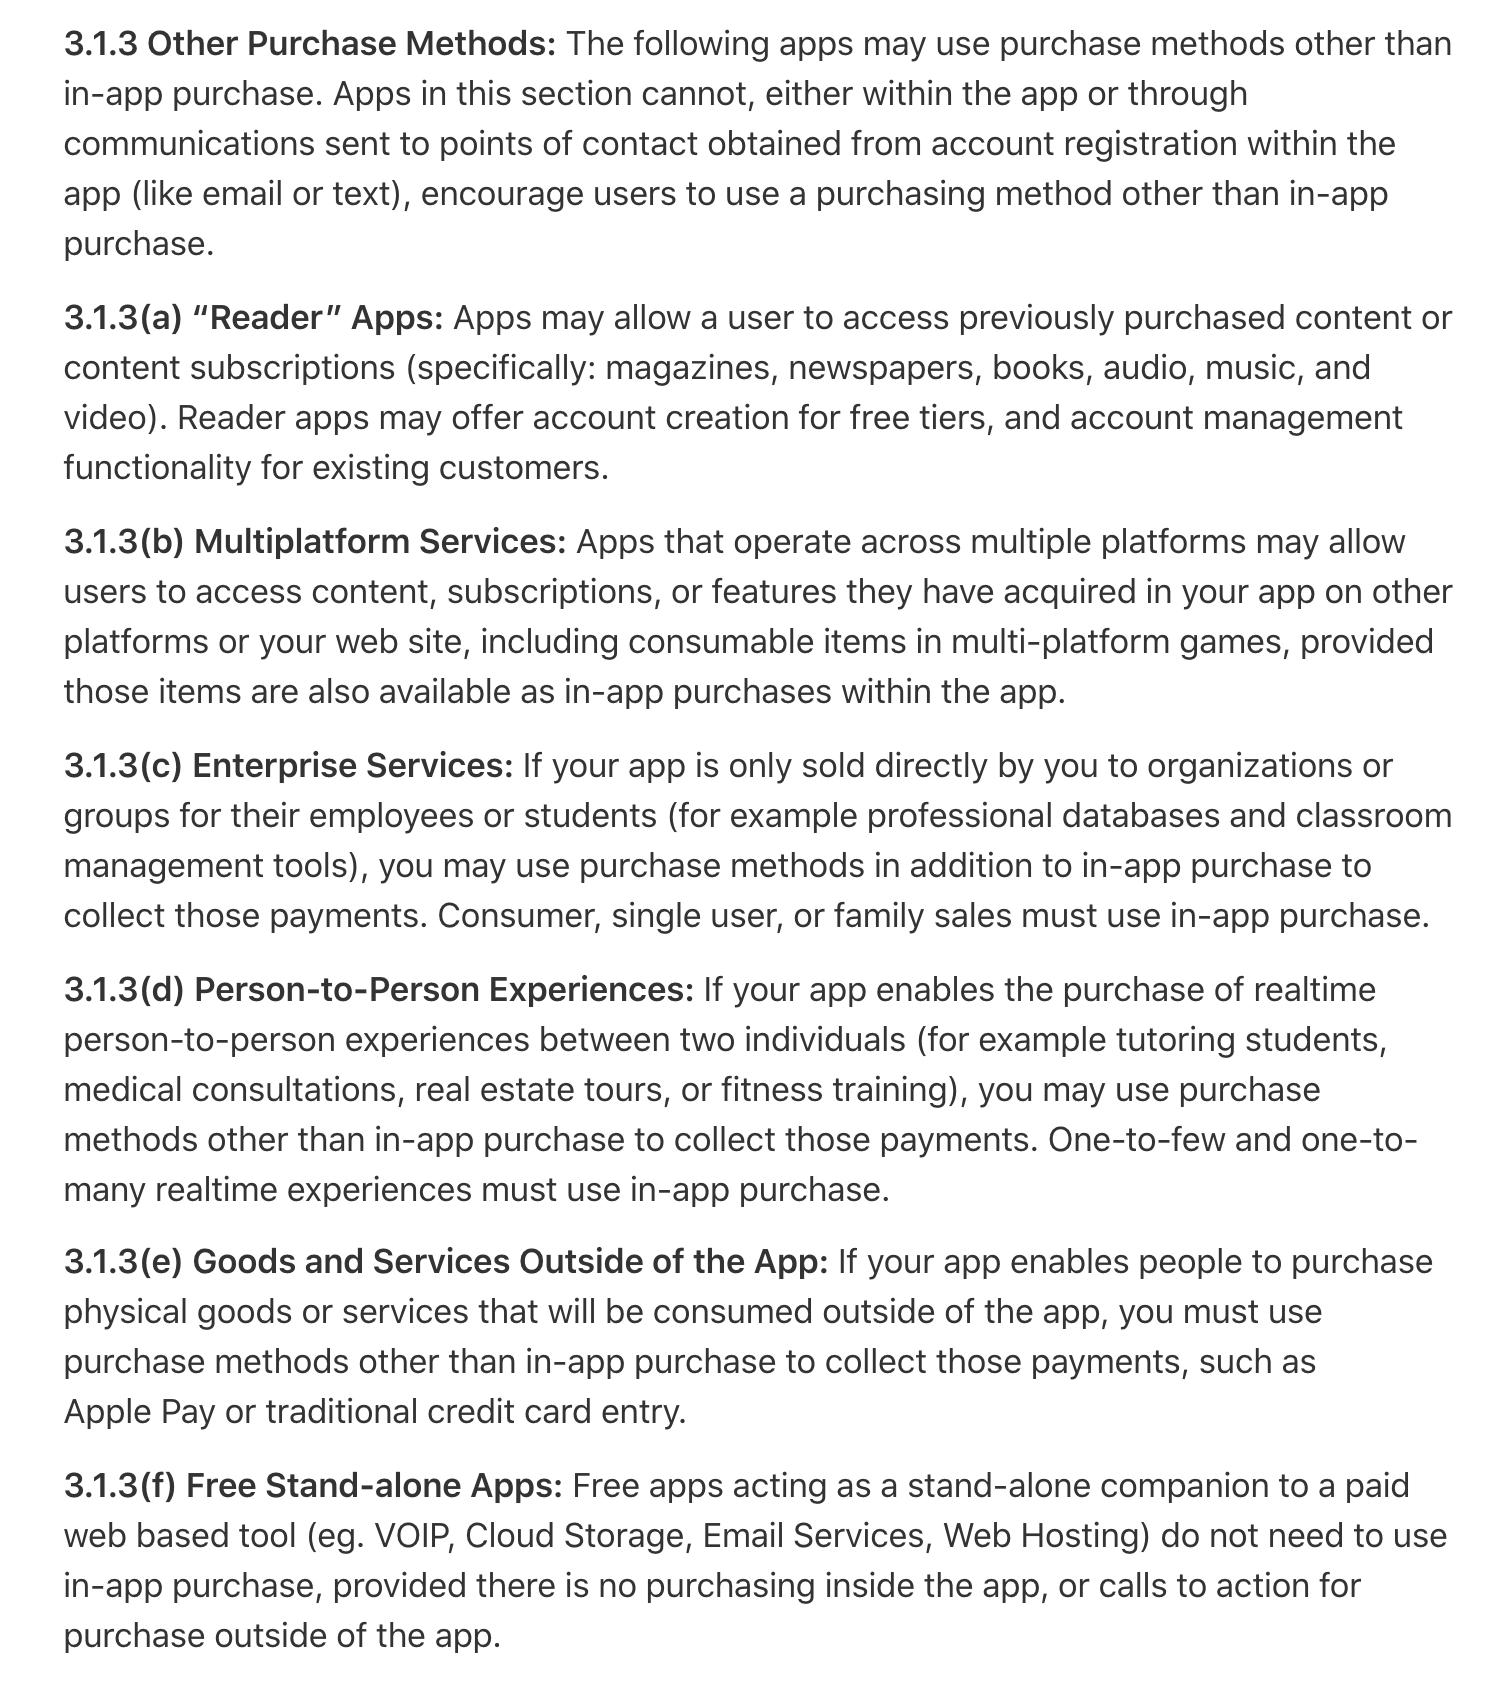 3.1.3 Other Purchase Methods: The following apps may use purchase methods other than
in-app purchase. Apps in this section cannot, either within the app or through
communications sent to points of contact obtained from account registration within the
app (like email or text), encourage users to use a purchasing method other than in-app
purchase.
3.1.3(a) “Reader” Apps: Apps may allow a user to access previously purchased content or
content subscriptions (specifically: magazines, newspapers, books, audio, music, and
video). Reader apps may offer account creation for free tiers, and account management
functionality for existing customers.
3.1.3(b) Multiplatform Services: Apps that operate across multiple platforms may allow
users to access content, subscriptions, or features they have acquired in your app on other
platforms or your web site, including consumable items in multi-platform games, provided
those items are also available as in-app purchases within the app.
3.1.3(c) Enterprise Services: If your app is only sold directly by you to organizations or
groups for their employees or students (for example professional databases and classroom
management tools), you may use purchase methods in addition to in-app purchase to
collect those payments. Consumer, single user, or family sales must use in-app purchase.
3.1.3(d) Person-to-Person Experiences: If your app enables the purchase of realtime
person-to-person experiences between two individuals (for example tutoring students,
medical consultations, real estate tours, or fitness training), you may use purchase
methods other than in-app purchase to collect those payments. One-to-few and one-to-
many realtime experiences must use in-app purchase.
3.1.3(e) Goods and Services Outside of the App: If your app enables people to purchase
physical goods or services that will be consumed outside of the app, you must use
purchase methods other than in-app purchase to collect those payments, such as
Apple Pay or traditional credit card entry.
3.1.3(f) Free Stand-alone Apps: Free apps acting as a stand-alone companion to a paid
web based tool (eg. VOIP, Cloud Storage, Email Services, Web Hosting) do not need to use
in-app purchase, provided there is no purchasing inside the app, or calls to action for
purchase outside of the app.